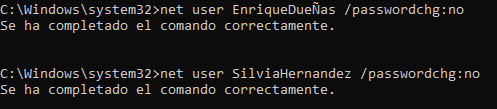 C:\Windows\system32>net user EnriqueDueÑas /passwordchg:no
Se ha completado el comando correctamente.
C:\Windows\system32>net user SilviaHernandez /passwordchg:no
Se ha completado el comando correctamente.